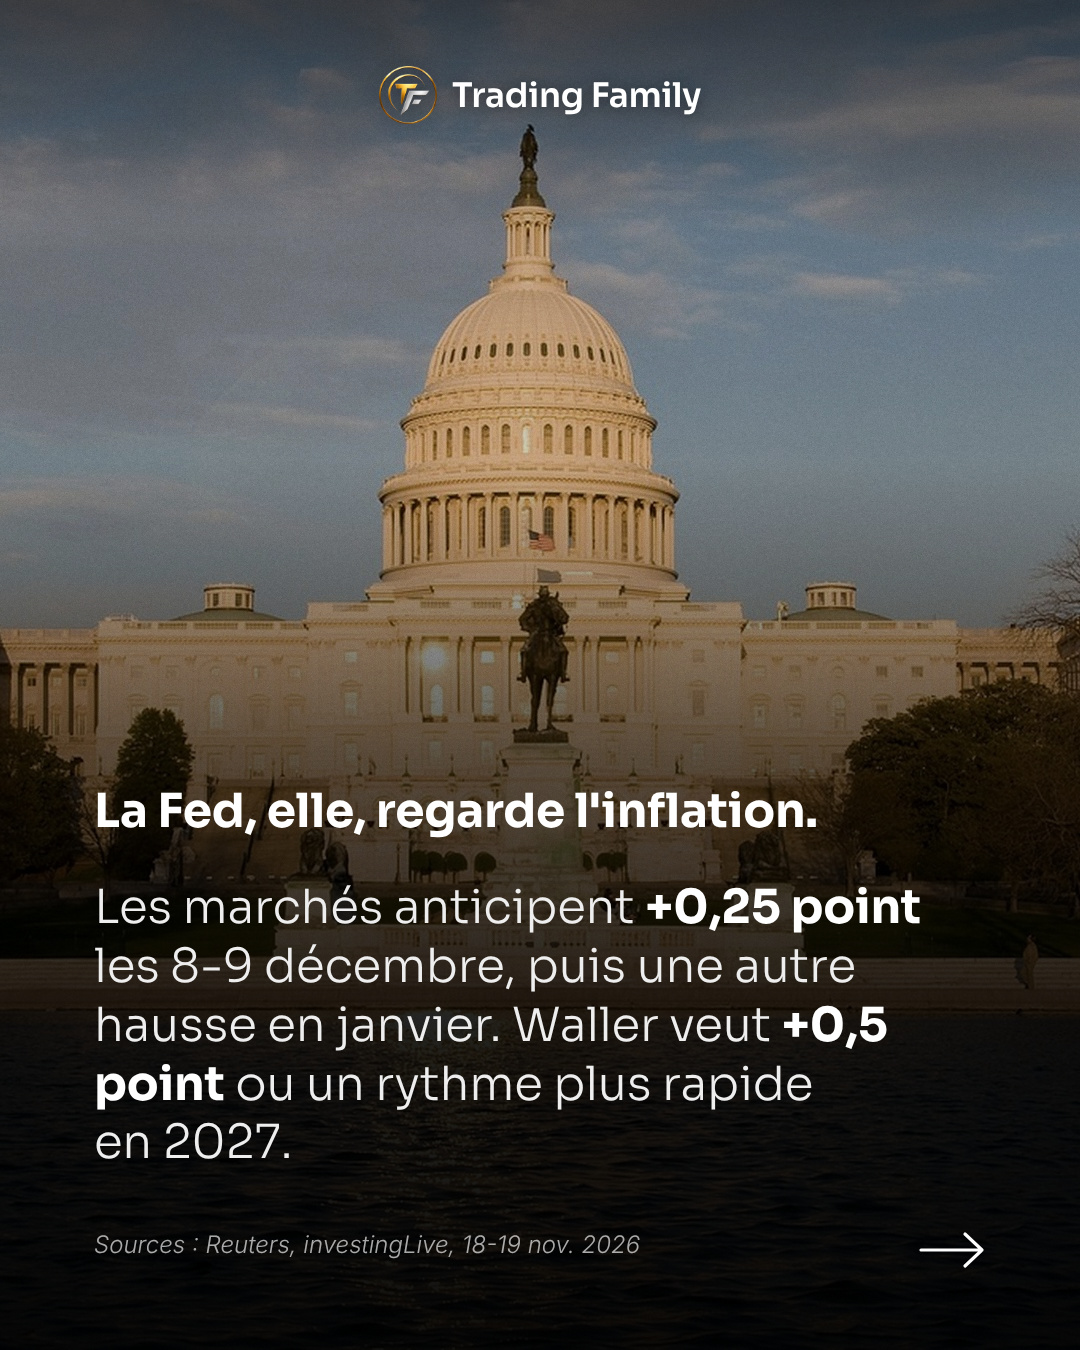 Trading Family
La Fed, elle, regarde l'inflation.
Les marchés anticipent +0,25 point
les 8-9 décembre, puis une autre
hausse en janvier. Waller veut +0,5
point ou un rythme plus rapide
en 2027.
Sources : Reuters, investingLive, 18-19 nov. 2026